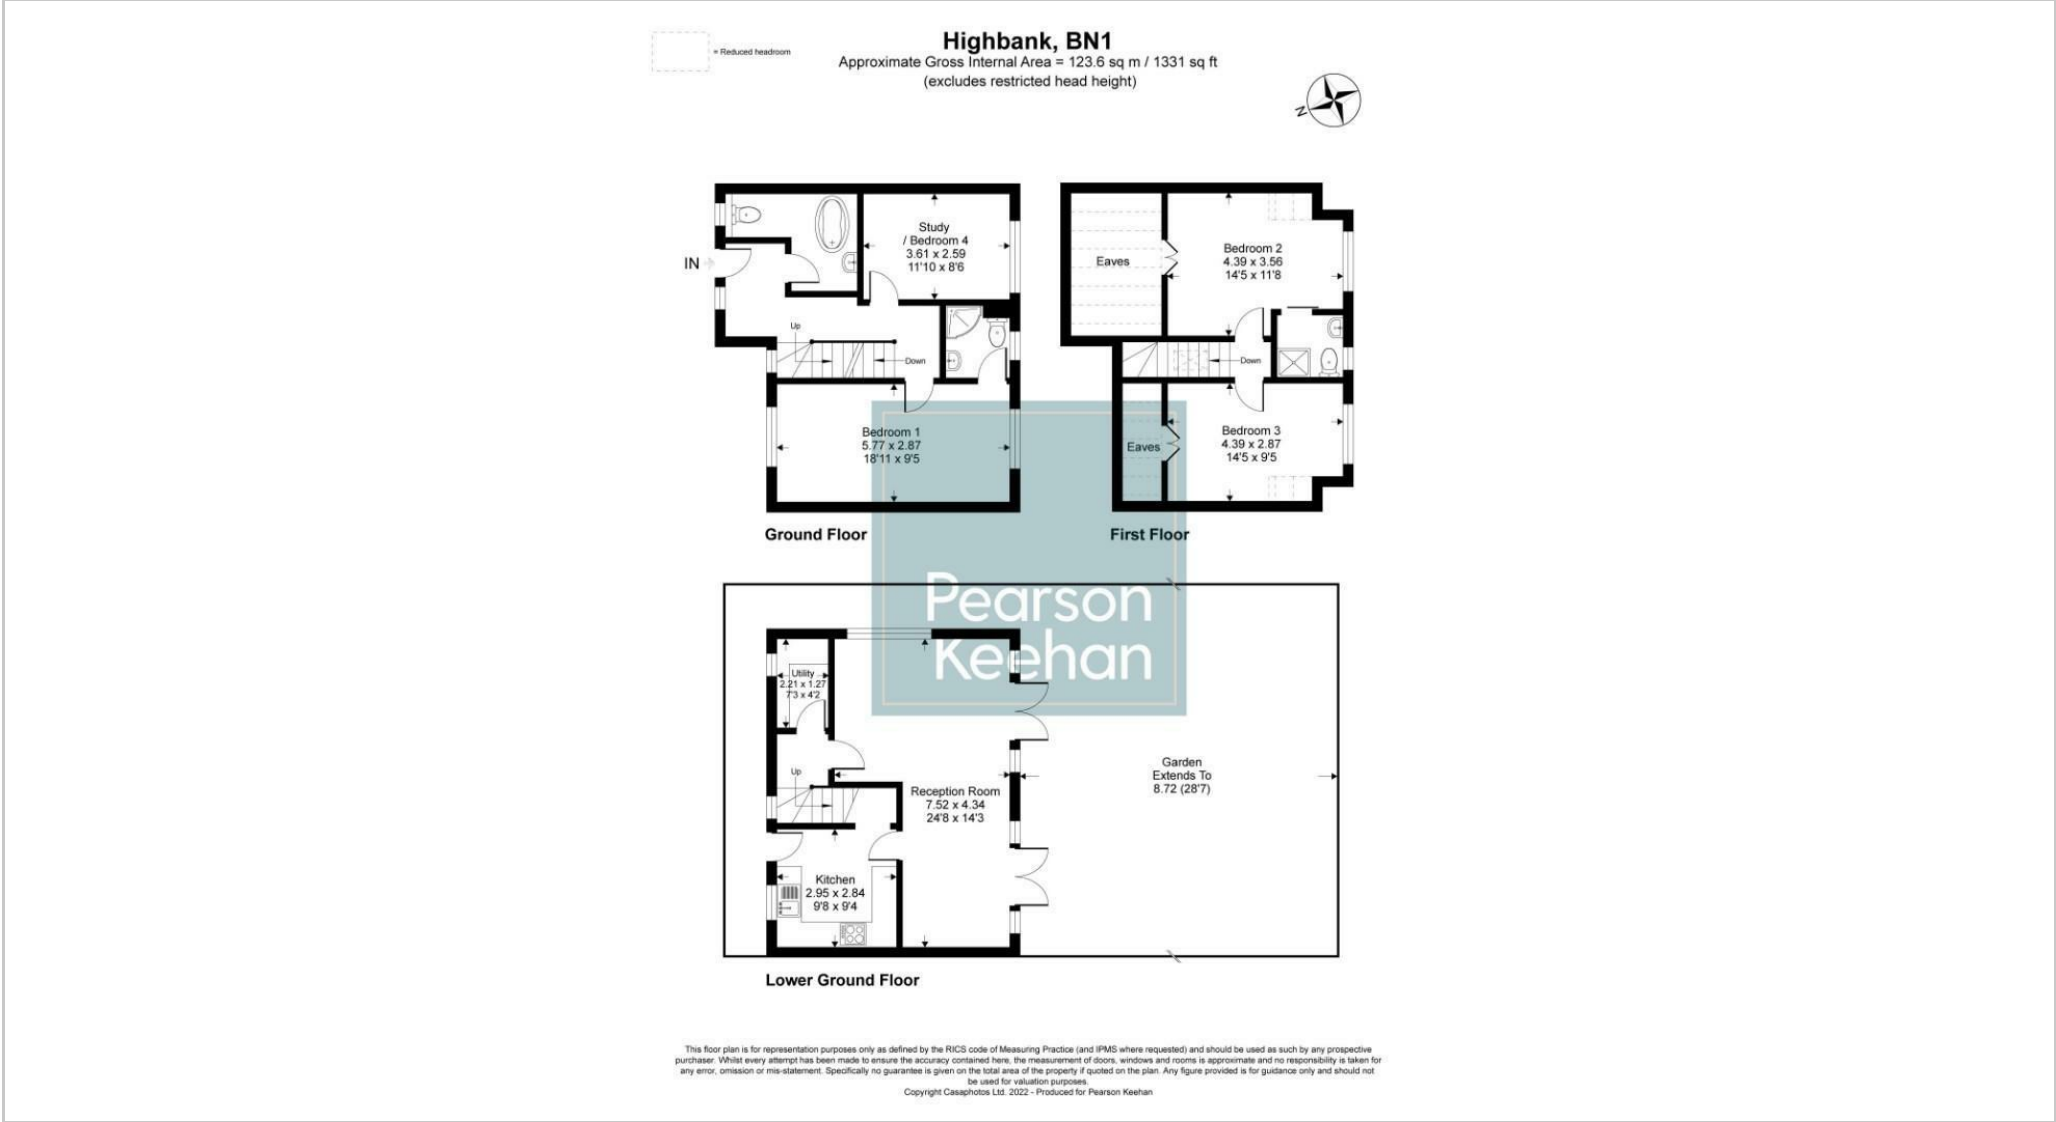 = Reduced headroom
Highbank, BN1
Approximate Gross Internal Area = 123.6 sq m / 1331 sq ft
(excludes restricted head height)
N
IN
Study
/ Bedroom 4
3.61 x 2.59
11'10 x 8'6
Up
Down
Bedroom 1
5.77 x 2.87
18'11 x 9'5
Ground Floor
Eaves
Bedroom 2
4.39 x 3.56
14'5 x 11'8
Down
Eaves
Bedroom 3
4.39 x 2.87
14'5 x 9'5
First Floor
Pearson
Keehan
Utility
2.21 x 1.27
7'3 x 4'2
Up
Reception Room
7.52 x 4.34
24'8 x 14'3
Garden
Extends To
8.72 (28'7)
Kitchen
2.95 x 2.84
9'8 x 9'4
Lower Ground Floor
This floor plan is for representation purposes only as defined by the RICS code of Measuring Practice (and IPMS where requested) and should be used as such by any prospective
purchaser. Whilst every attempt has been made to ensure the accuracy contained here, the measurement of doors, windows and rooms is approximate and no responsibility is taken for
any error, omission or mis-statement. Specifically no guarantee is given on the total area of the property if quoted on the plan. Any figure provided is for guidance only and should not
be used for valuation purposes.
Copyright Casaphotos Ltd. 2022 - Produced for Pearson Keehan